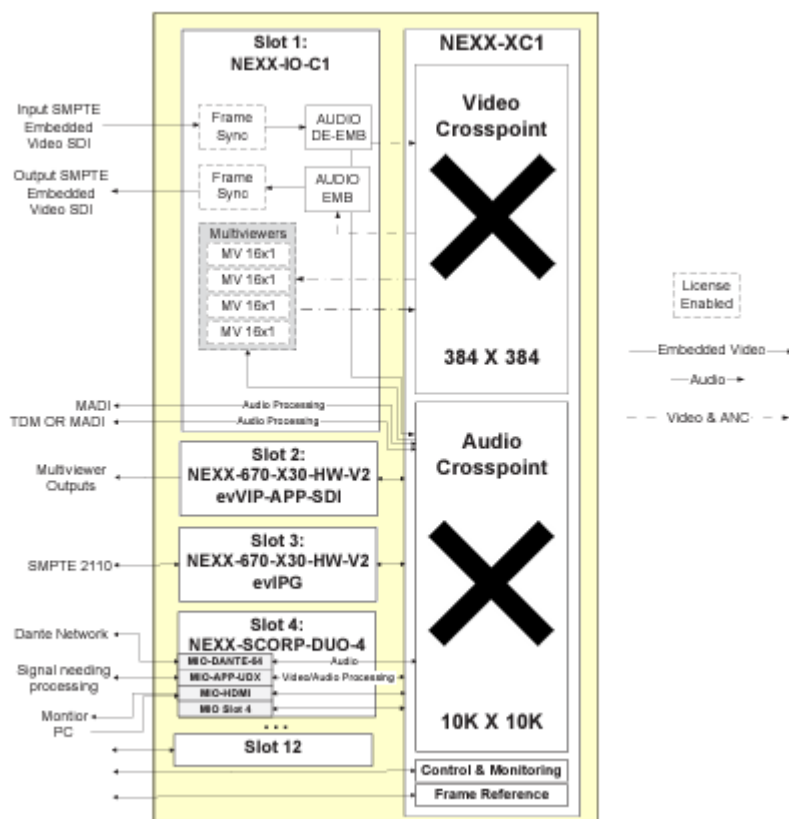 Slot 1:
NEXX-IO-C1
NEXX-XC1
Input SMPTE
Embedded
Video SDI
Frame
Sync
AUDIO
DE-EMB
Video
Crosspoint
Output SMPTE
Embedded
Video SDI
Frame
Sync
AUDIO
EMB
Multiviewers
MV 16x1
MV 16x1
MV 16x1
MV 16x1
384 X 384
License
Enabled
Embedded Video
Audio
Video & ANC
MADI
Audio Processing
TDM OR MADI
Audio Processing
Audio
Crosspoint
Multiviewer
Outputs
Slot 2:
NEXX-670-X30-HW-V2
evVIP-APP-SDI
SMPTE 2110
Slot 3:
NEXX-670-X30-HW-V2
evIPG
Slot 4:
NEXX-SCORP-DUO-4
Dante Network
MIO-DANTE-64
Audio
Signal needing
processing
MIO-APP-UDX
Video/Audio Processing
MIO-HDMI
Montior
PC
MIO Slot 4
10K X 10K
...
Slot 12
Control & Monitoring
Frame Reference